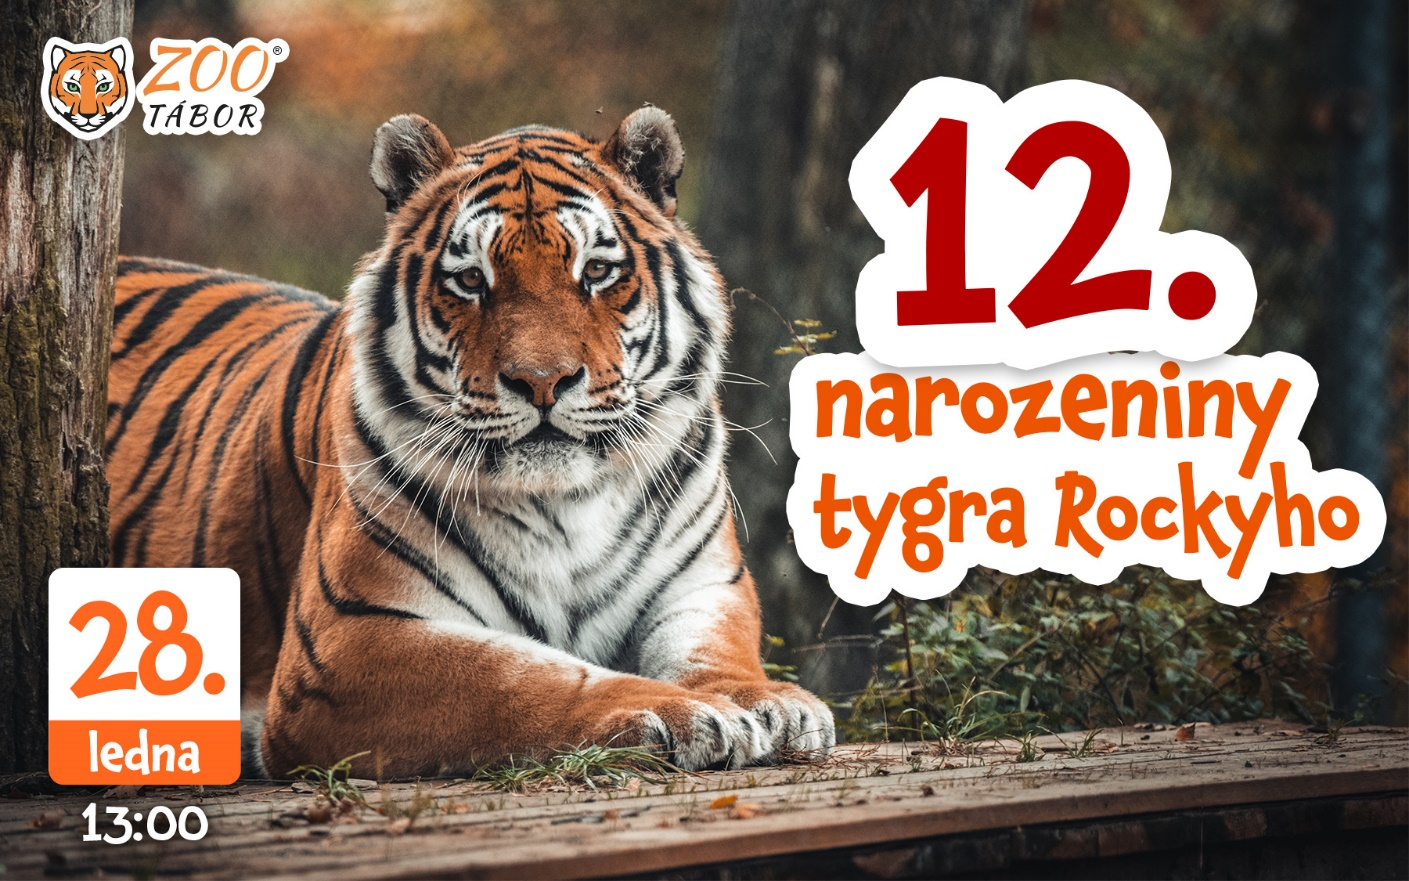 ZOO®
TÁBOR
12.
narozeniny
tygra Rockyho
28.
ledna
13:00